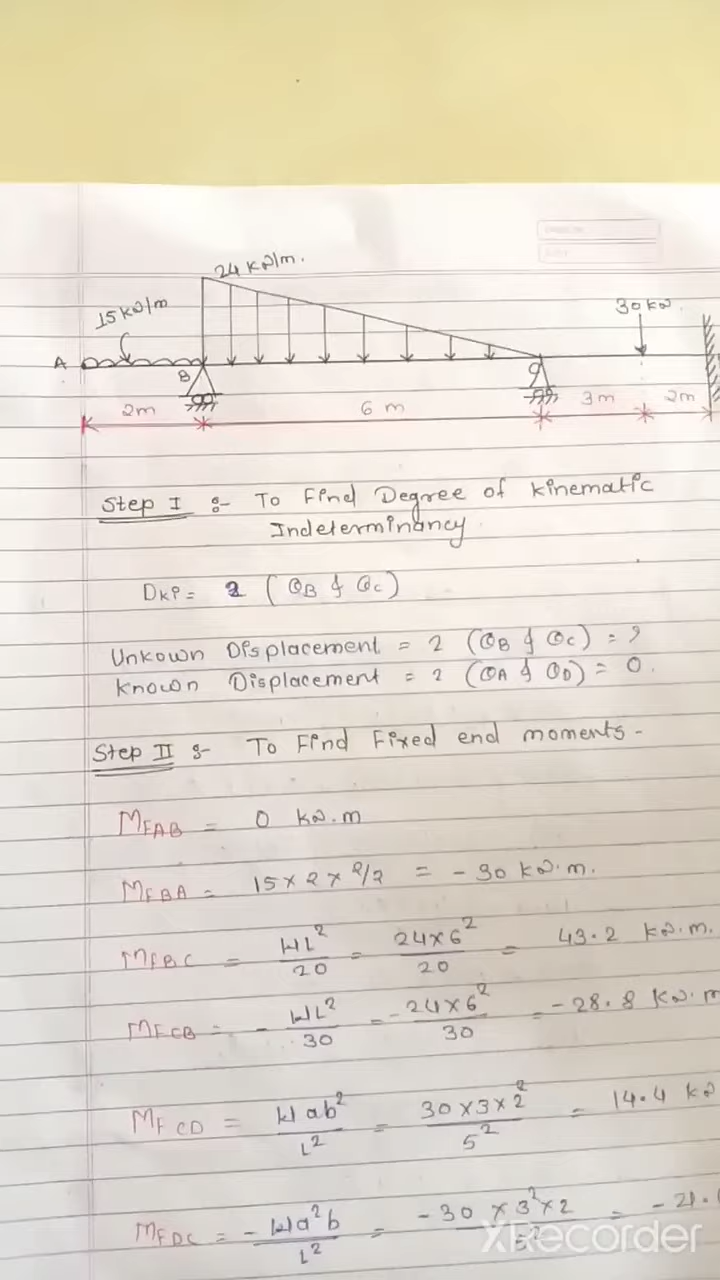 24 kN/m.
15 kN/m
30 kN.
A
B
C
2m
6 m
3 m
2m
Step I :- To Find Degree of Kinematic
Indeterminancy.
Dki = 2 ( θB & θC )
Unkown Displacement = 2 (θB & θC) = ?
Known Displacement = 2 (θA & θD) = 0.
Step II :- To Find Fixed end moments -
MFAB = 0 kN.m
MFBA = 15 × 2 × 2/2 = - 30 kN.m.
MFBC = WL²/20 = 24×6²/20 = 43.2 kN.m.
MFCB = - WL²/30 = -24×6²/30 = -28.8 kN.m
MFCD = Wab²/L² = 30×3×2²/5² = 14.4 kN
MFDC = - Wa²b/L² = -30 × 3² × 2/5² = -21.
XRecorder